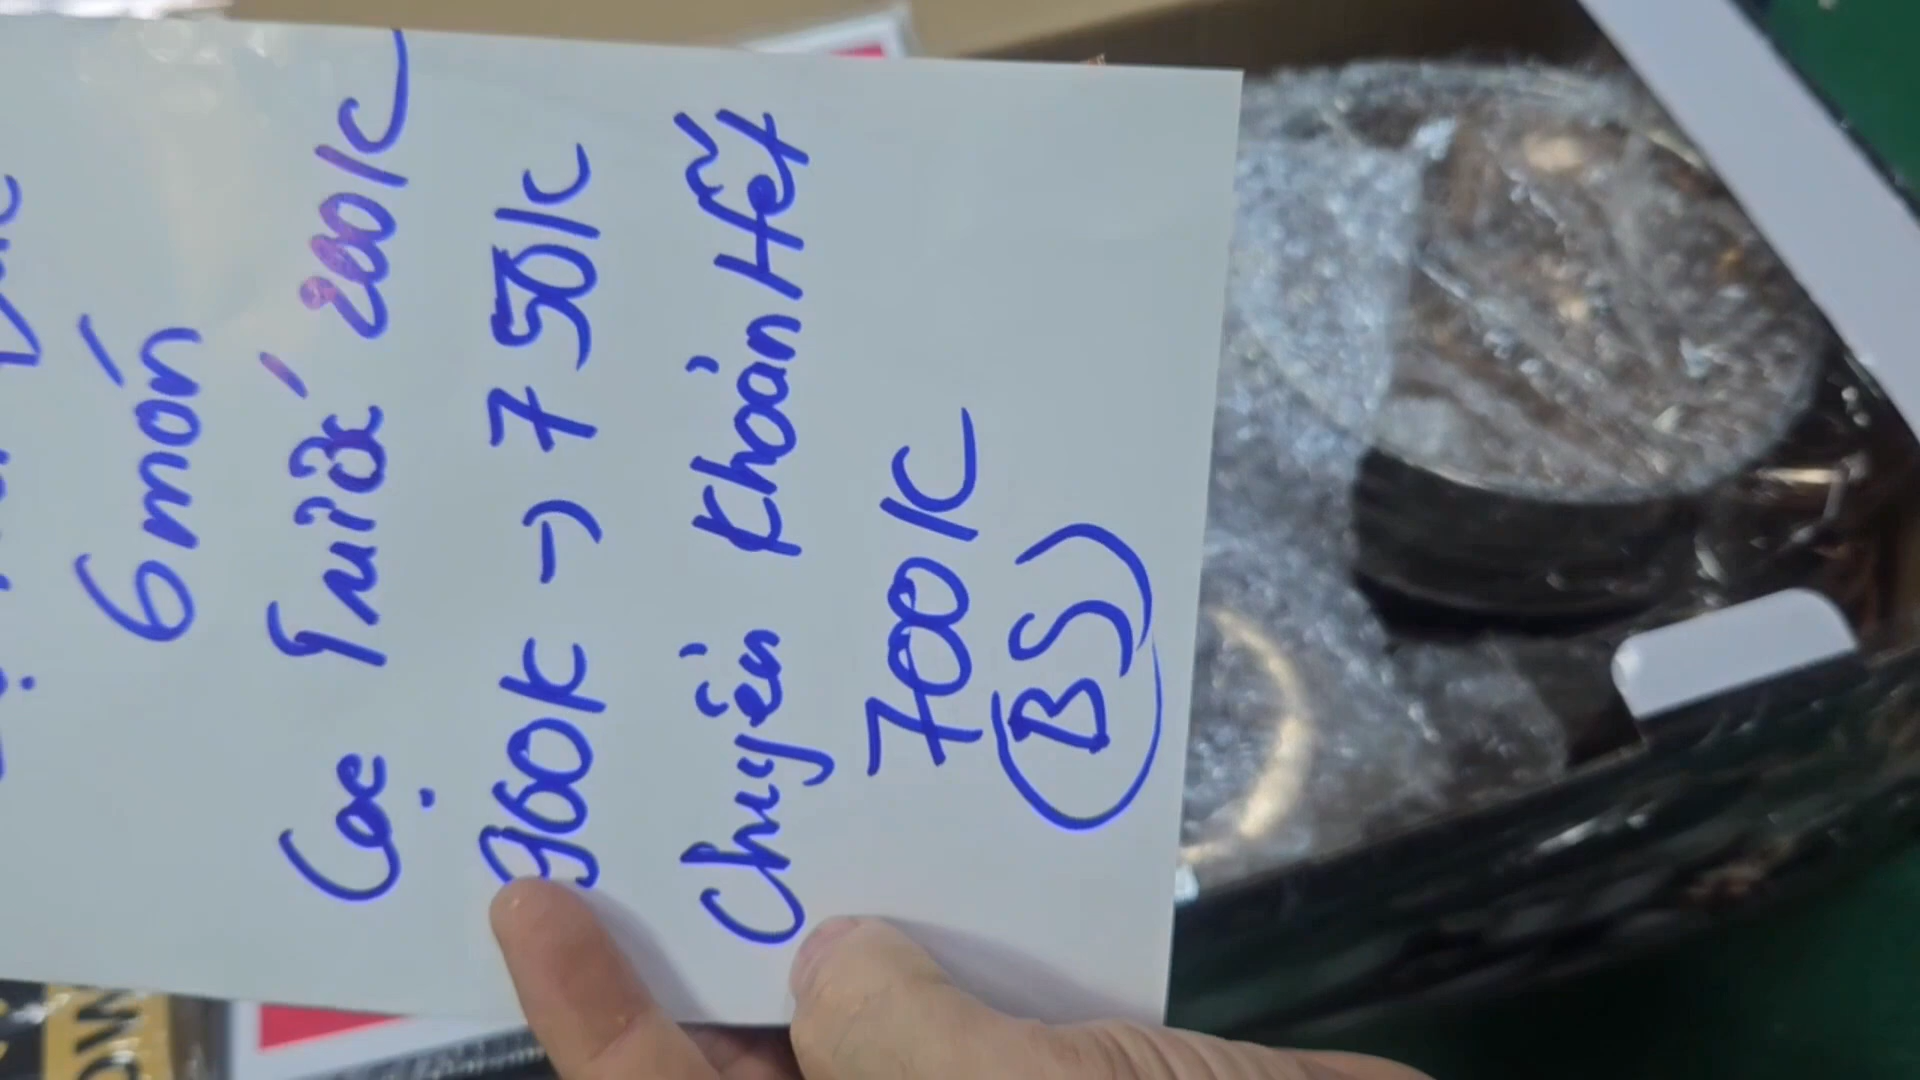 6 món
Cọc Trước 200K
900K → 750K
Chuyển Khoản Hết
700K
BS